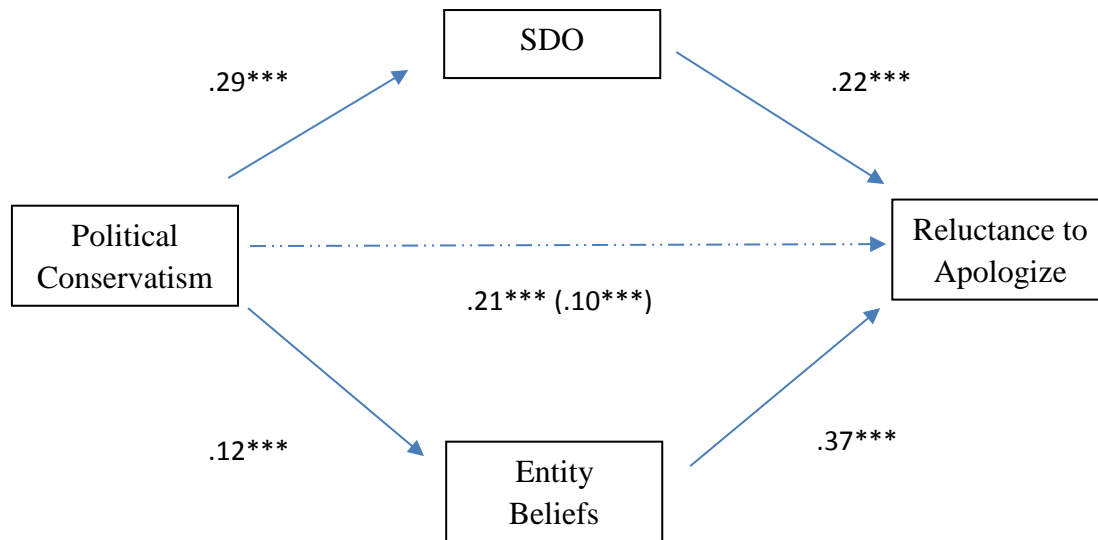 SDO
.29***
.22***
Political
Conservatism
Reluctance to
Apologize
.21*** (.10***)
.12***
.37***
Entity
Beliefs